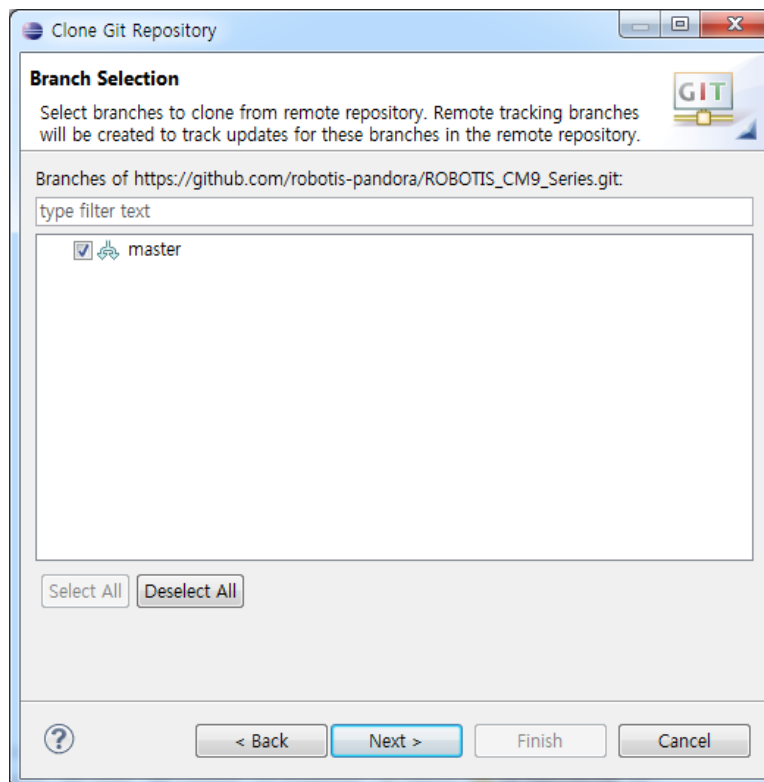 Clone Git Repository
Branch Selection
GIT
Select branches to clone from remote repository. Remote tracking branches
will be created to track updates for these branches in the remote repository.
Branches of https://github.com/robotis-pandora/ROBOTIS_CM9_Series.git:
type filter text
master
Select All Deselect All
? < Back Next > Finish Cancel